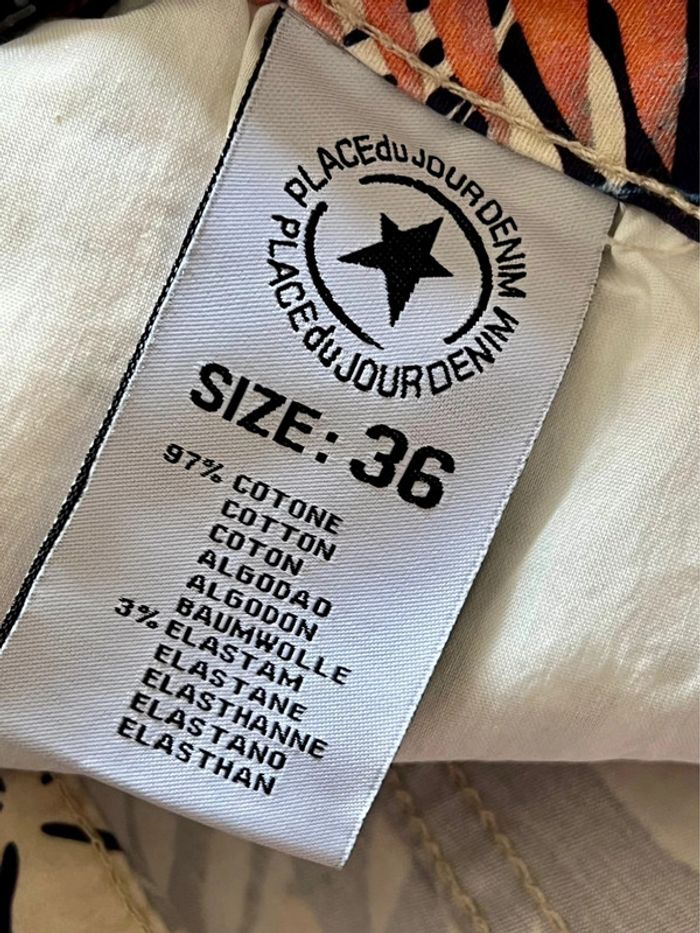 PLACEduJOURDENIM
PLACEduJOURDENIM
SIZE: 36
97% COTONE
COTTON
COTON
ALGODAO
ALGODON
BAUMWOLLE
3% ELASTAM
ELASTANE
ELASTHANNE
ELASTANO
ELASTHAN